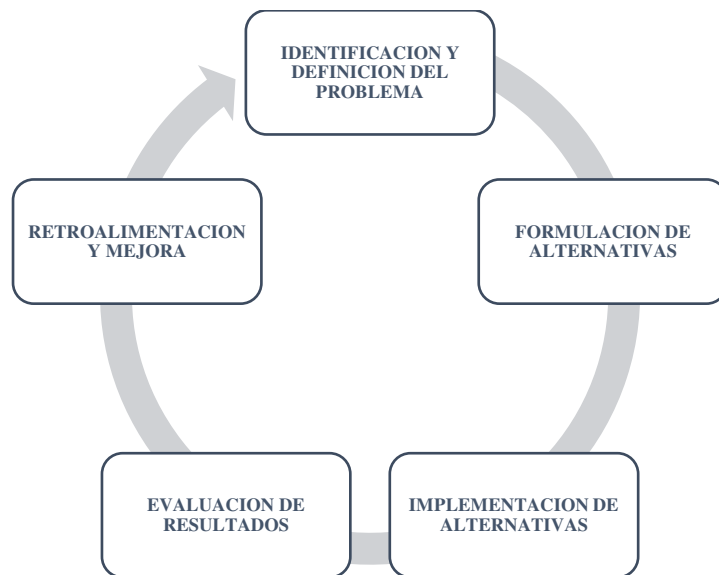 IDENTIFICACION Y
DEFINICION DEL
PROBLEMA
FORMULACION DE
ALTERNATIVAS
IMPLEMENTACION DE
ALTERNATIVAS
EVALUACION DE
RESULTADOS
RETROALIMENTACION
Y MEJORA